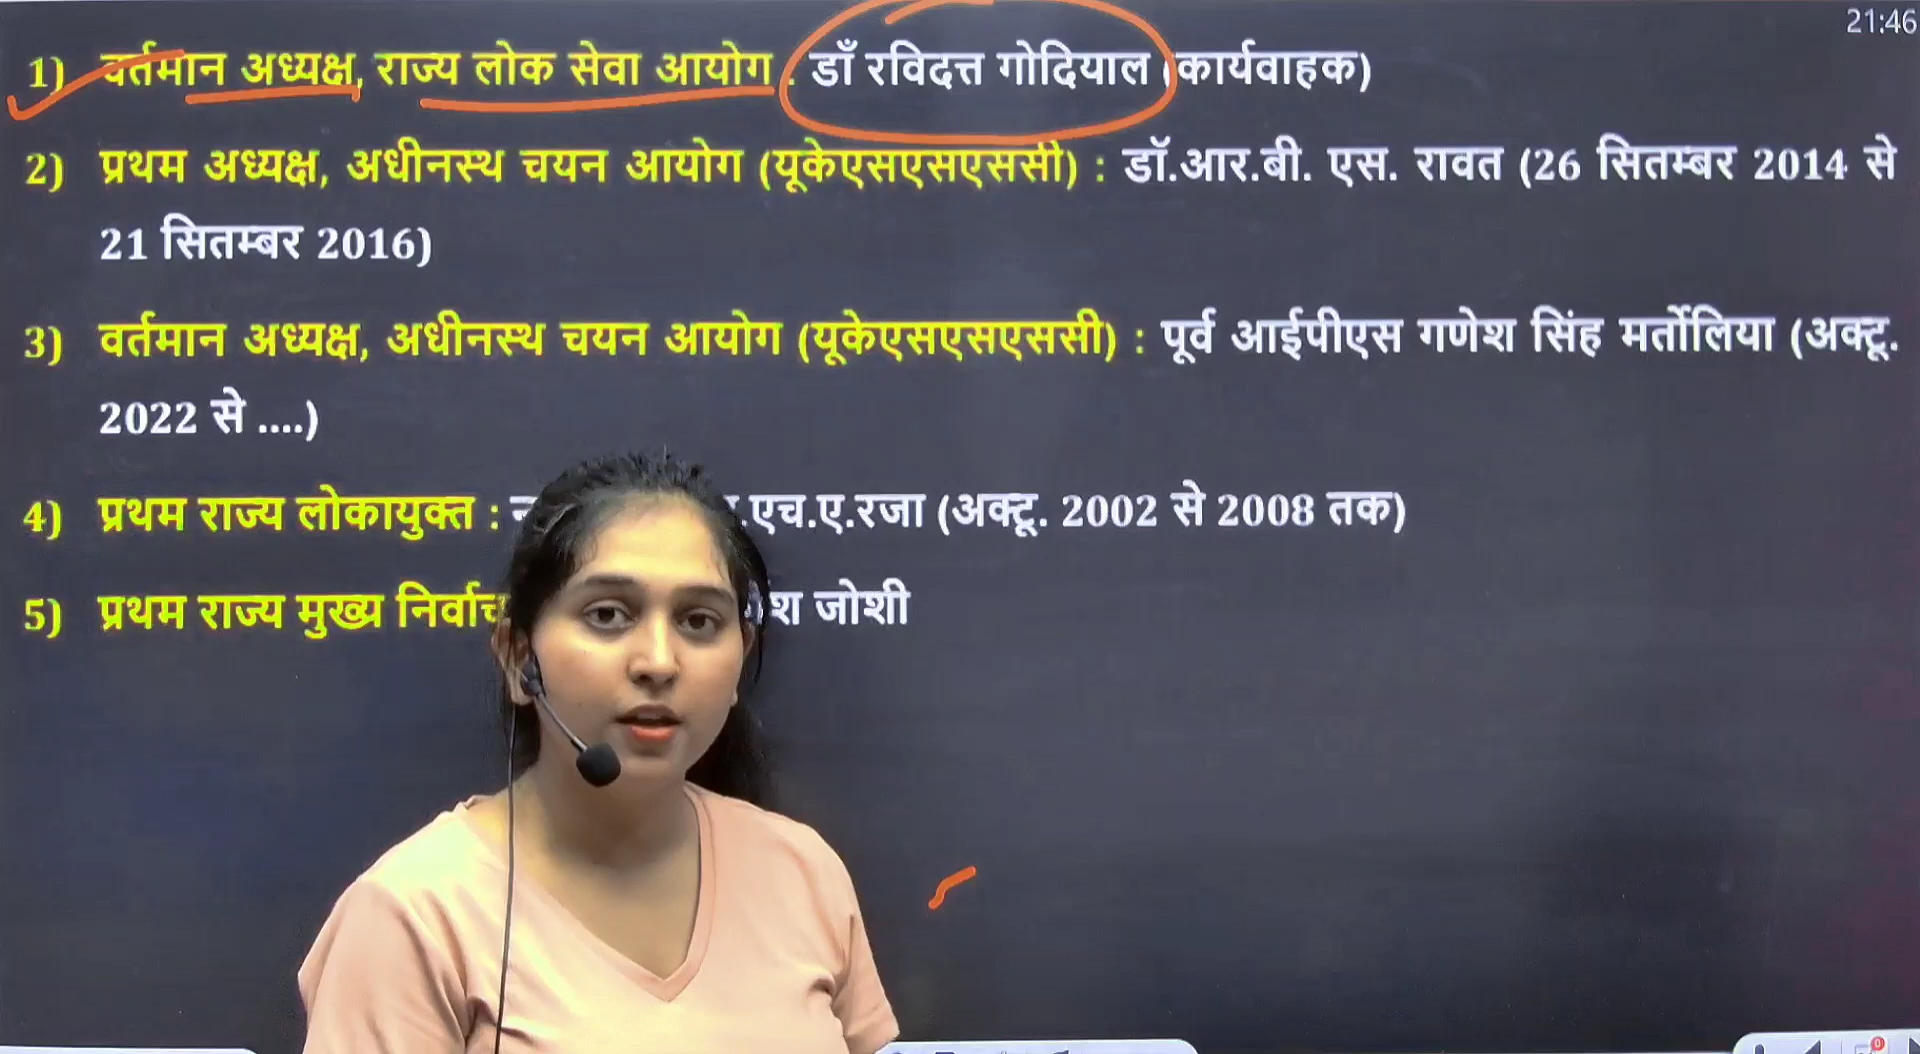 21:46
1) वर्तमान अध्यक्ष, राज्य लोक सेवा आयोग : डाँ रविदत्त गोदियाल (कार्यवाहक)
2) प्रथम अध्यक्ष, अधीनस्थ चयन आयोग (यूकेएसएसएससी) : डॉ.आर.बी. एस. रावत (26 सितम्बर 2014 से
21 सितम्बर 2016)
3) वर्तमान अध्यक्ष, अधीनस्थ चयन आयोग (यूकेएसएसएससी) : पूर्व आईपीएस गणेश सिंह मर्तोलिया (अक्टू.
2022 से ....)
4) प्रथम राज्य लोकायुक्त : .एच.ए.रजा (अक्टू. 2002 से 2008 तक)
5) प्रथम राज्य मुख्य जोशी
0